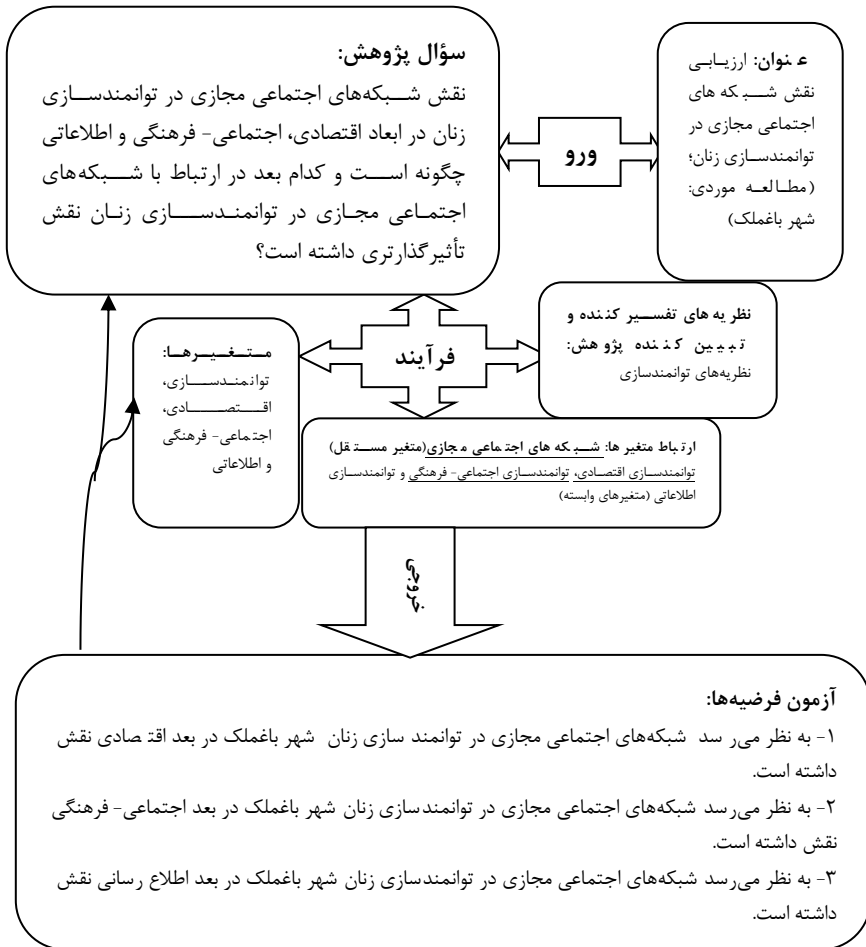 عنوان: ارزیابی
نقش شبکه های
اجتماعی مجازی در
توانمندسازی زنان؛
(مطالعه موردی:
شهر باغملک)
ورو
سؤال پژوهش:
نقش شبکه‌های اجتماعی مجازی در توانمندسازی
زنان در ابعاد اقتصادی، اجتماعی- فرهنگی و اطلاعاتی
چگونه است و کدام بعد در ارتباط با شبکه‌های
اجتماعی مجازی در توانمندسازی زنان نقش
تأثیرگذارتری داشته است؟
نظریه های تفسیر کننده و
تبیین کننده پژوهش:
نظریه‌های توانمندسازی
فرآیند
متغیرها:
توانمندسازی،
اقتصادی،
اجتماعی- فرهنگی
و اطلاعاتی
ارتباط متغیر ها: شبکه های اجتماعی مجازی(متغیر مستقل)
توانمندسازی اقتصادی، توانمندسازی اجتماعی- فرهنگی و توانمندسازی
اطلاعاتی (متغیرهای وابسته)
خروجی
آزمون فرضیه‌ها:
۱- به نظر می‌رسد شبکه‌های اجتماعی مجازی در توانمند سازی زنان شهر باغملک در بعد اقتصادی نقش
داشته است.
۲- به نظر می‌رسد شبکه‌های اجتماعی مجازی در توانمندسازی زنان شهر باغملک در بعد اجتماعی- فرهنگی
نقش داشته است.
۳- به نظر می‌رسد شبکه‌های اجتماعی مجازی در توانمندسازی زنان شهر باغملک در بعد اطلاع رسانی نقش
داشته است.